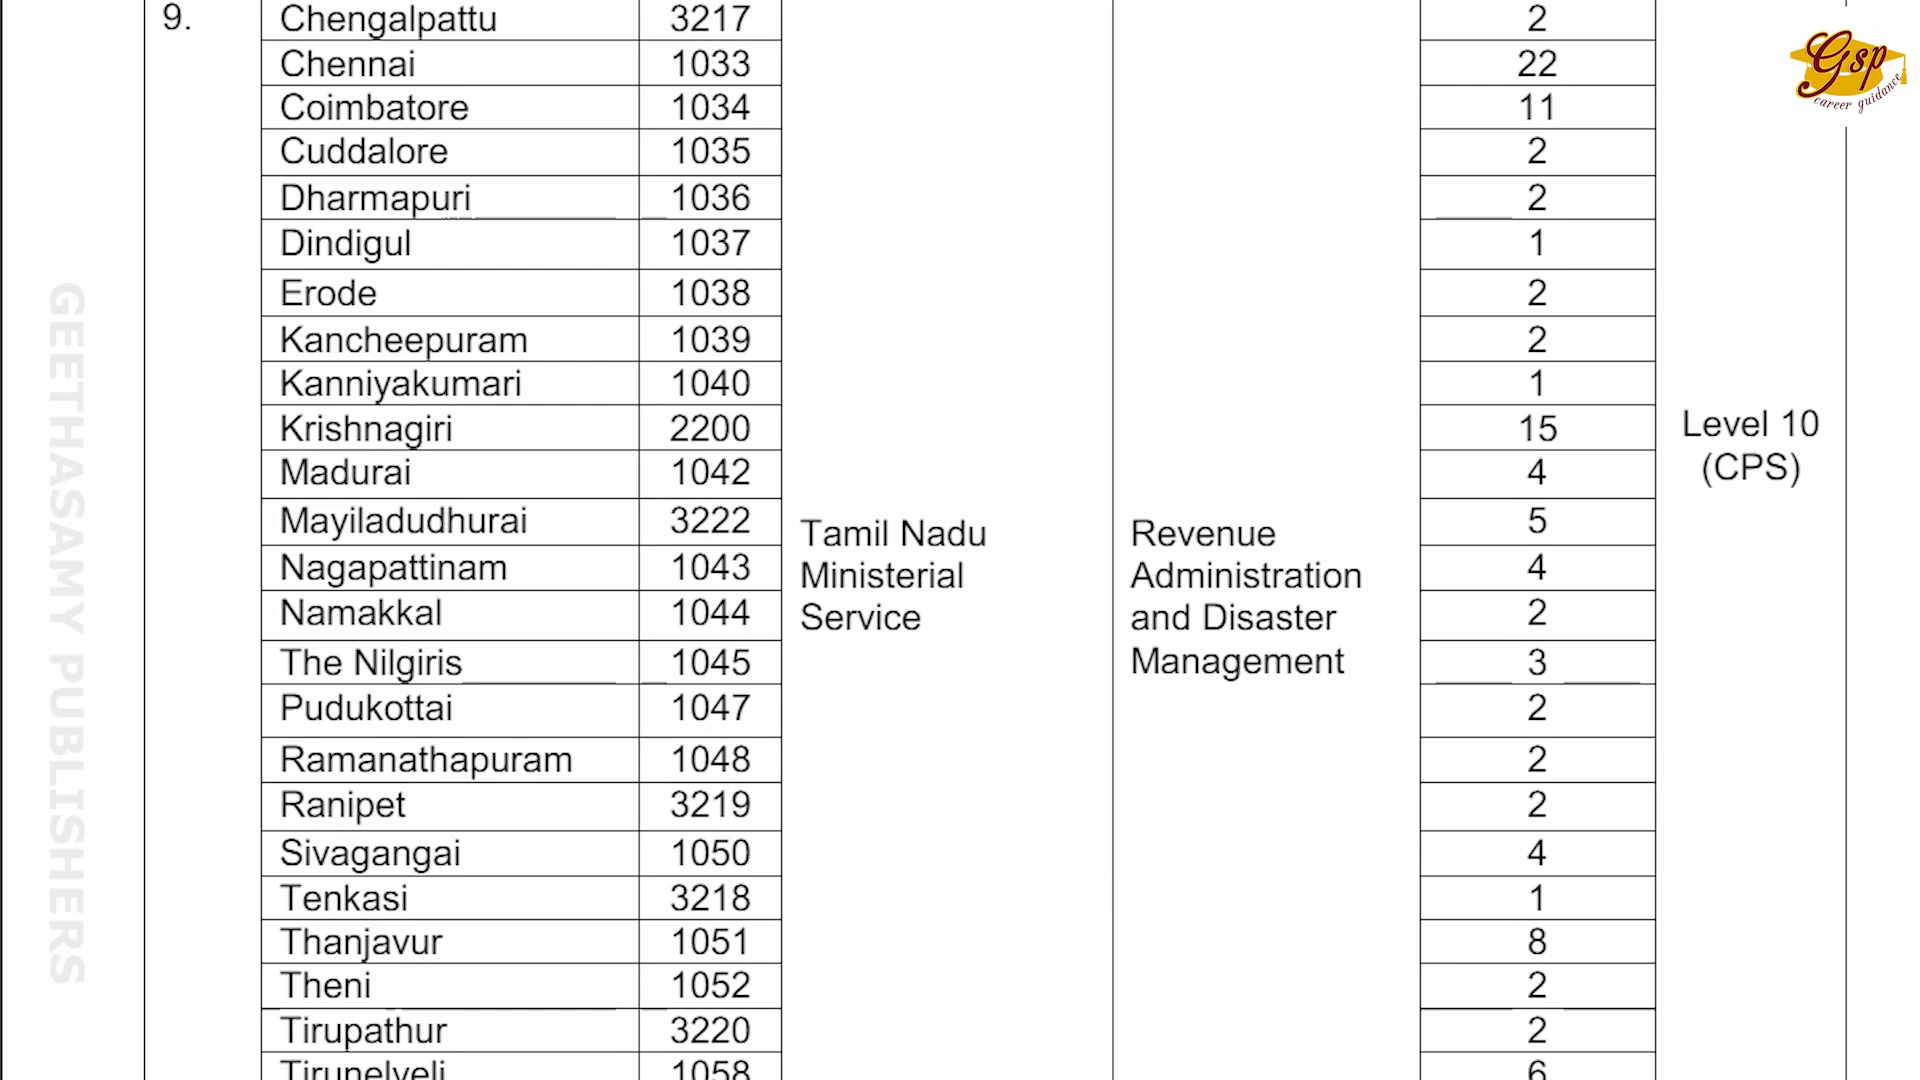 9. Chengalpattu 3217 2
Chennai 1033 22
Coimbatore 1034 11
Cuddalore 1035 2
Dharmapuri 1036 2
Dindigul 1037 1
Erode 1038 2
Kancheepuram 1039 2
Kanniyakumari 1040 1
Krishnagiri 2200 15
Madurai 1042 4
Mayiladudhurai 3222 5
Nagapattinam 1043 4
Namakkal 1044 2
The Nilgiris 1045 3
Pudukottai 1047 2
Ramanathapuram 1048 2
Ranipet 3219 2
Sivagangai 1050 4
Tenkasi 3218 1
Thanjavur 1051 8
Theni 1052 2
Tirupathur 3220 2
Tirunelveli 1058 6
Tamil Nadu
Ministerial
Service
Revenue
Administration
and Disaster
Management
Level 10
(CPS)
Gsp
career guidance
GEETHASAMY PUBLISHERS